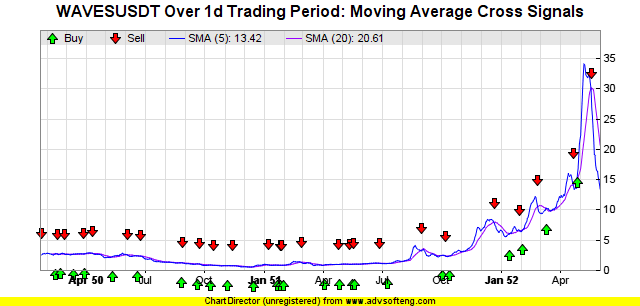 WAVESUSDT Over 1d Trading Period: Moving Average Cross Signals
Buy Sell SMA (5): 13.42 SMA (20): 20.61
35
30
25
20
15
10
5
0
Apr 50 Jul Oct Jan 51 Apr Jul Oct Jan 52 Apr
ChartDirector (unregistered) from www.advsofteng.com